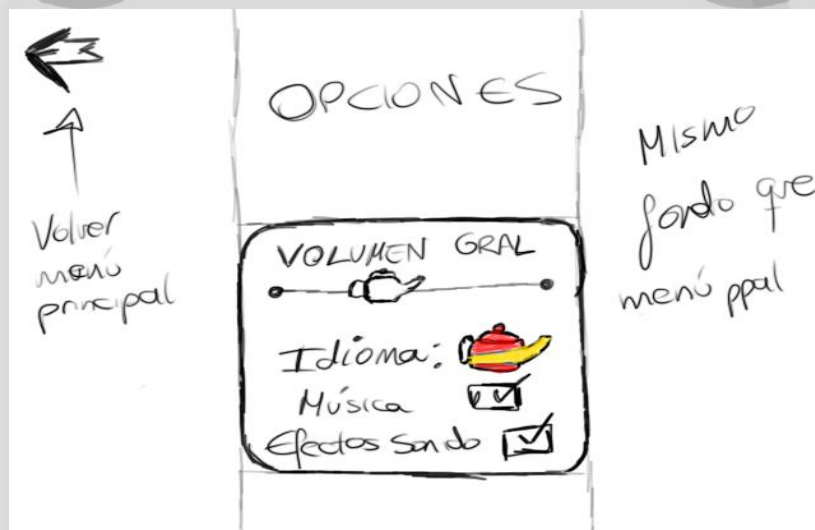 OPCIONES
Volver
menú
principal
Mismo
fondo que
menú ppal
VOLUMEN GRAL
Idioma:
Música
Efectos Sonido